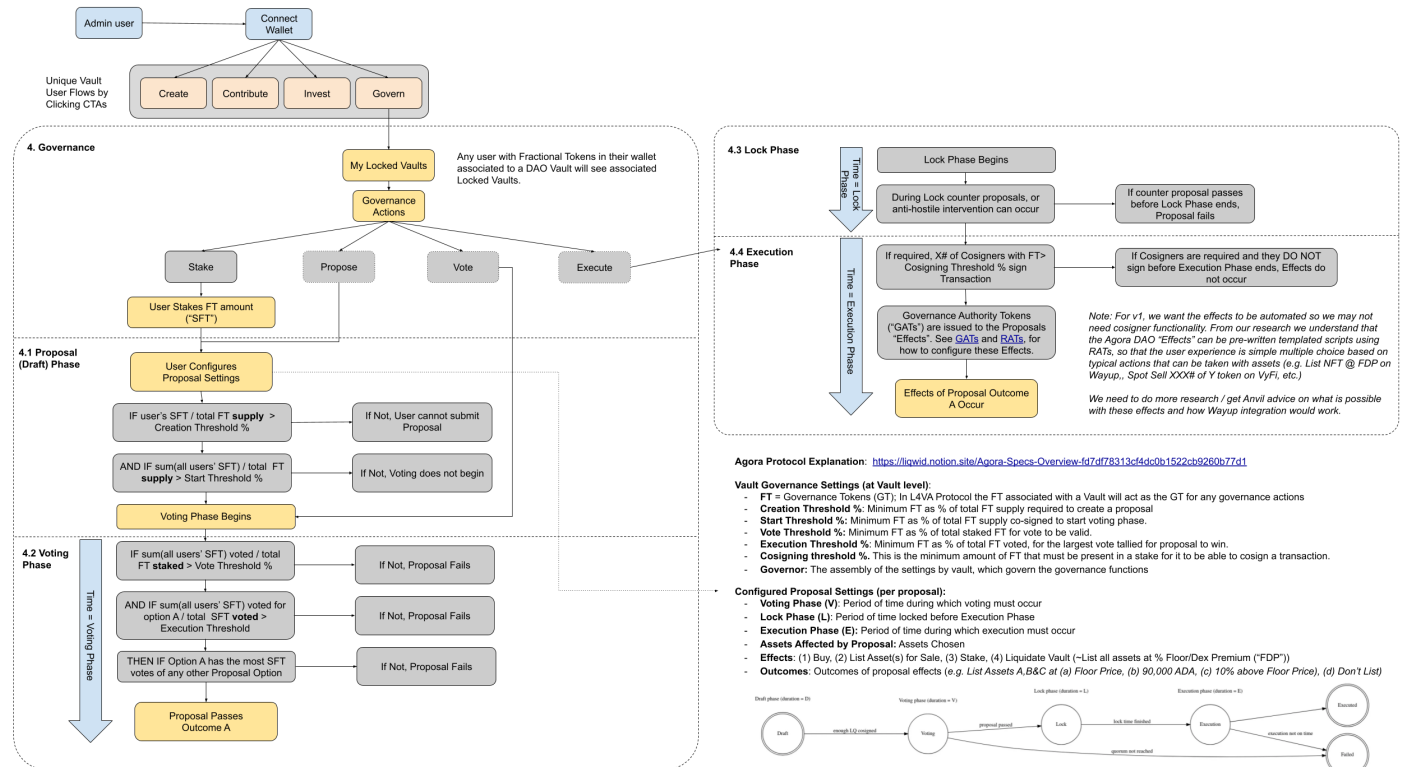 Admin user
Connect
Wallet
Unique Vault
User Flows by
Clicking CTAs
Create
Contribute
Invest
Govern
4. Governance
My Locked Vaults
Any user with Fractional Tokens in their wallet
associated to a DAO Vault will see associated
Locked Vaults.
Governance
Actions
Stake
Propose
Vote
Execute
User Stakes FT amount
(“SFT”)
4.1 Proposal
(Draft) Phase
User Configures
Proposal Settings
IF user's SFT / total FT supply >
Creation Threshold %
If Not, User cannot submit
Proposal
AND IF sum(all users' SFT) / total FT
supply > Start Threshold %
If Not, Voting does not begin
Voting Phase Begins
4.2 Voting
Phase
Time = Voting Phase
IF sum(all users' SFT) voted / total
FT staked > Vote Threshold %
If Not, Proposal Fails
AND IF sum(all users' SFT) voted for
option A / total SFT voted >
Execution Threshold
If Not, Proposal Fails
THEN IF Option A has the most SFT
votes of any other Proposal Option
If Not, Proposal Fails
Proposal Passes
Outcome A
4.3 Lock Phase
Time = Lock
Phase
Lock Phase Begins
During Lock counter proposals, or
anti-hostile intervention can occur
If counter proposal passes
before Lock Phase ends,
Proposal fails
4.4 Execution
Phase
Time = Execution Phase
If required, X# of Cosigners with FT>
Cosigning Threshold % sign
Transaction
If Cosigners are required and they DO NOT
sign before Execution Phase ends, Effects do
not occur
Governance Authority Tokens
(“GATs”) are issued to the Proposals
“Effects”. See GATs and RATs, for
how to configure these Effects.
Effects of Proposal Outcome
A Occur
Note: For v1, we want the effects to be automated so we may not
need cosigner functionality. From our research we understand that
the Agora DAO “Effects” can be pre-written templated scripts using
RATs, so that the user experience is simple multiple choice based on
typical actions that can be taken with assets (e.g. List NFT @ FDP on
Wayup,, Spot Sell XXX# of Y token on VyFi, etc.)
We need to do more research / get Anvil advice on what is possible
with these effects and how Wayup integration would work.
Agora Protocol Explanation: https://liqwid.notion.site/Agora-Specs-Overview-fd7df78313cf4dc0b1522cb9260b77d1
Vault Governance Settings (at Vault level):
- FT = Governance Tokens (GT); In L4VA Protocol the FT associated with a Vault will act as the GT for any governance actions
- Creation Threshold %: Minimum FT as % of total FT supply required to create a proposal
- Start Threshold %: Minimum FT as % of total FT supply co-signed to start voting phase.
- Vote Threshold %: Minimum FT as % of total staked FT for vote to be valid.
- Execution Threshold %: Minimum FT as % of total FT voted, for the largest vote tallied for proposal to win.
- Cosigning threshold %. This is the minimum amount of FT that must be present in a stake for it to be able to cosign a transaction.
- Governor: The assembly of the settings by vault, which govern the governance functions
Configured Proposal Settings (per proposal):
- Voting Phase (V): Period of time during which voting must occur
- Lock Phase (L): Period of time locked before Execution Phase
- Execution Phase (E): Period of time during which execution must occur
- Assets Affected by Proposal: Assets Chosen
- Effects: (1) Buy, (2) List Asset(s) for Sale, (3) Stake, (4) Liquidate Vault (~List all assets at % Floor/Dex Premium (“FDP”))
- Outcomes: Outcomes of proposal effects (e.g. List Assets A,B&C at (a) Floor Price, (b) 90,000 ADA, (c) 10% above Floor Price), (d) Don't List)
Draft phase (duration = D)
Voting phase (duration = V)
Lock phase (duration = L)
Execution phase (duration = E)
Draft
enough LQ cosigned
Voting
proposal passed
Lock
lock time finished
Execution
Executed
execution not on time
quorum not reached
Failed